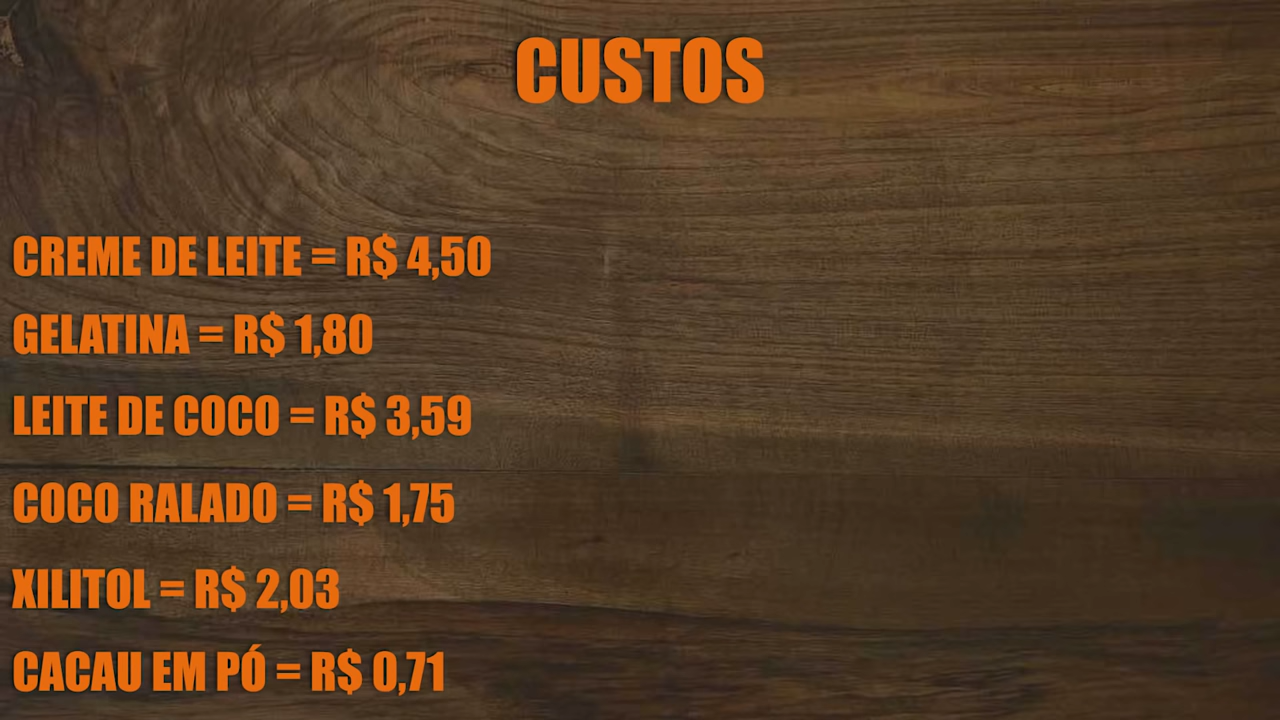 CUSTOS
CREME DE LEITE = R$ 4,50
GELATINA = R$ 1,80
LEITE DE COCO = R$ 3,59
COCO RALADO = R$ 1,75
XILITOL = R$ 2,03
CACAU EM PÓ = R$ 0,71